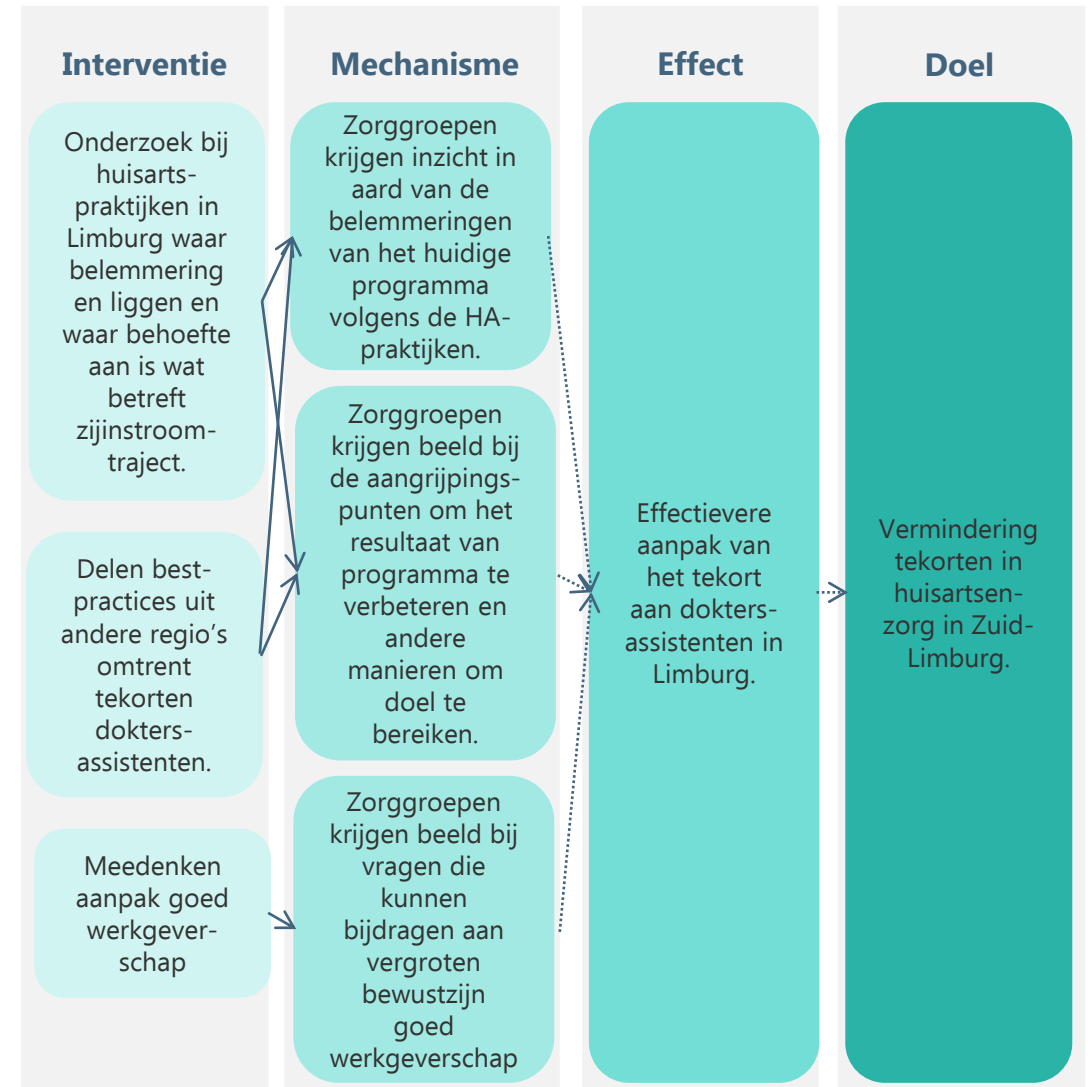 Interventie
Onderzoek bij
huisarts-
praktijken in
Limburg waar
belemmering
en liggen en
waar behoefte
aan is wat
betreft
zijinstroom-
traject.
Delen best-
practices uit
andere regio's
omtrent
tekorten
dokters-
assistenten.
Meedenken
aanpak goed
werkgever-
schap
Mechanisme
Zorggroepen
krijgen inzicht in
aard van de
belemmeringen
van het huidige
programma
volgens de HA-
praktijken.
Zorggroepen
krijgen beeld bij
de aangrijpings-
punten om het
resultaat van
programma te
verbeteren en
andere
manieren om
doel te
bereiken.
Zorggroepen
krijgen beeld bij
vragen die
kunnen
bijdragen aan
vergroten
bewustzijn
goed
werkgeverschap
Effect
Effectievere
aanpak van
het tekort
aan dokters-
assistenten in
Limburg.
Doel
Vermindering
tekorten in
huisartsen-
zorg in Zuid-
Limburg.